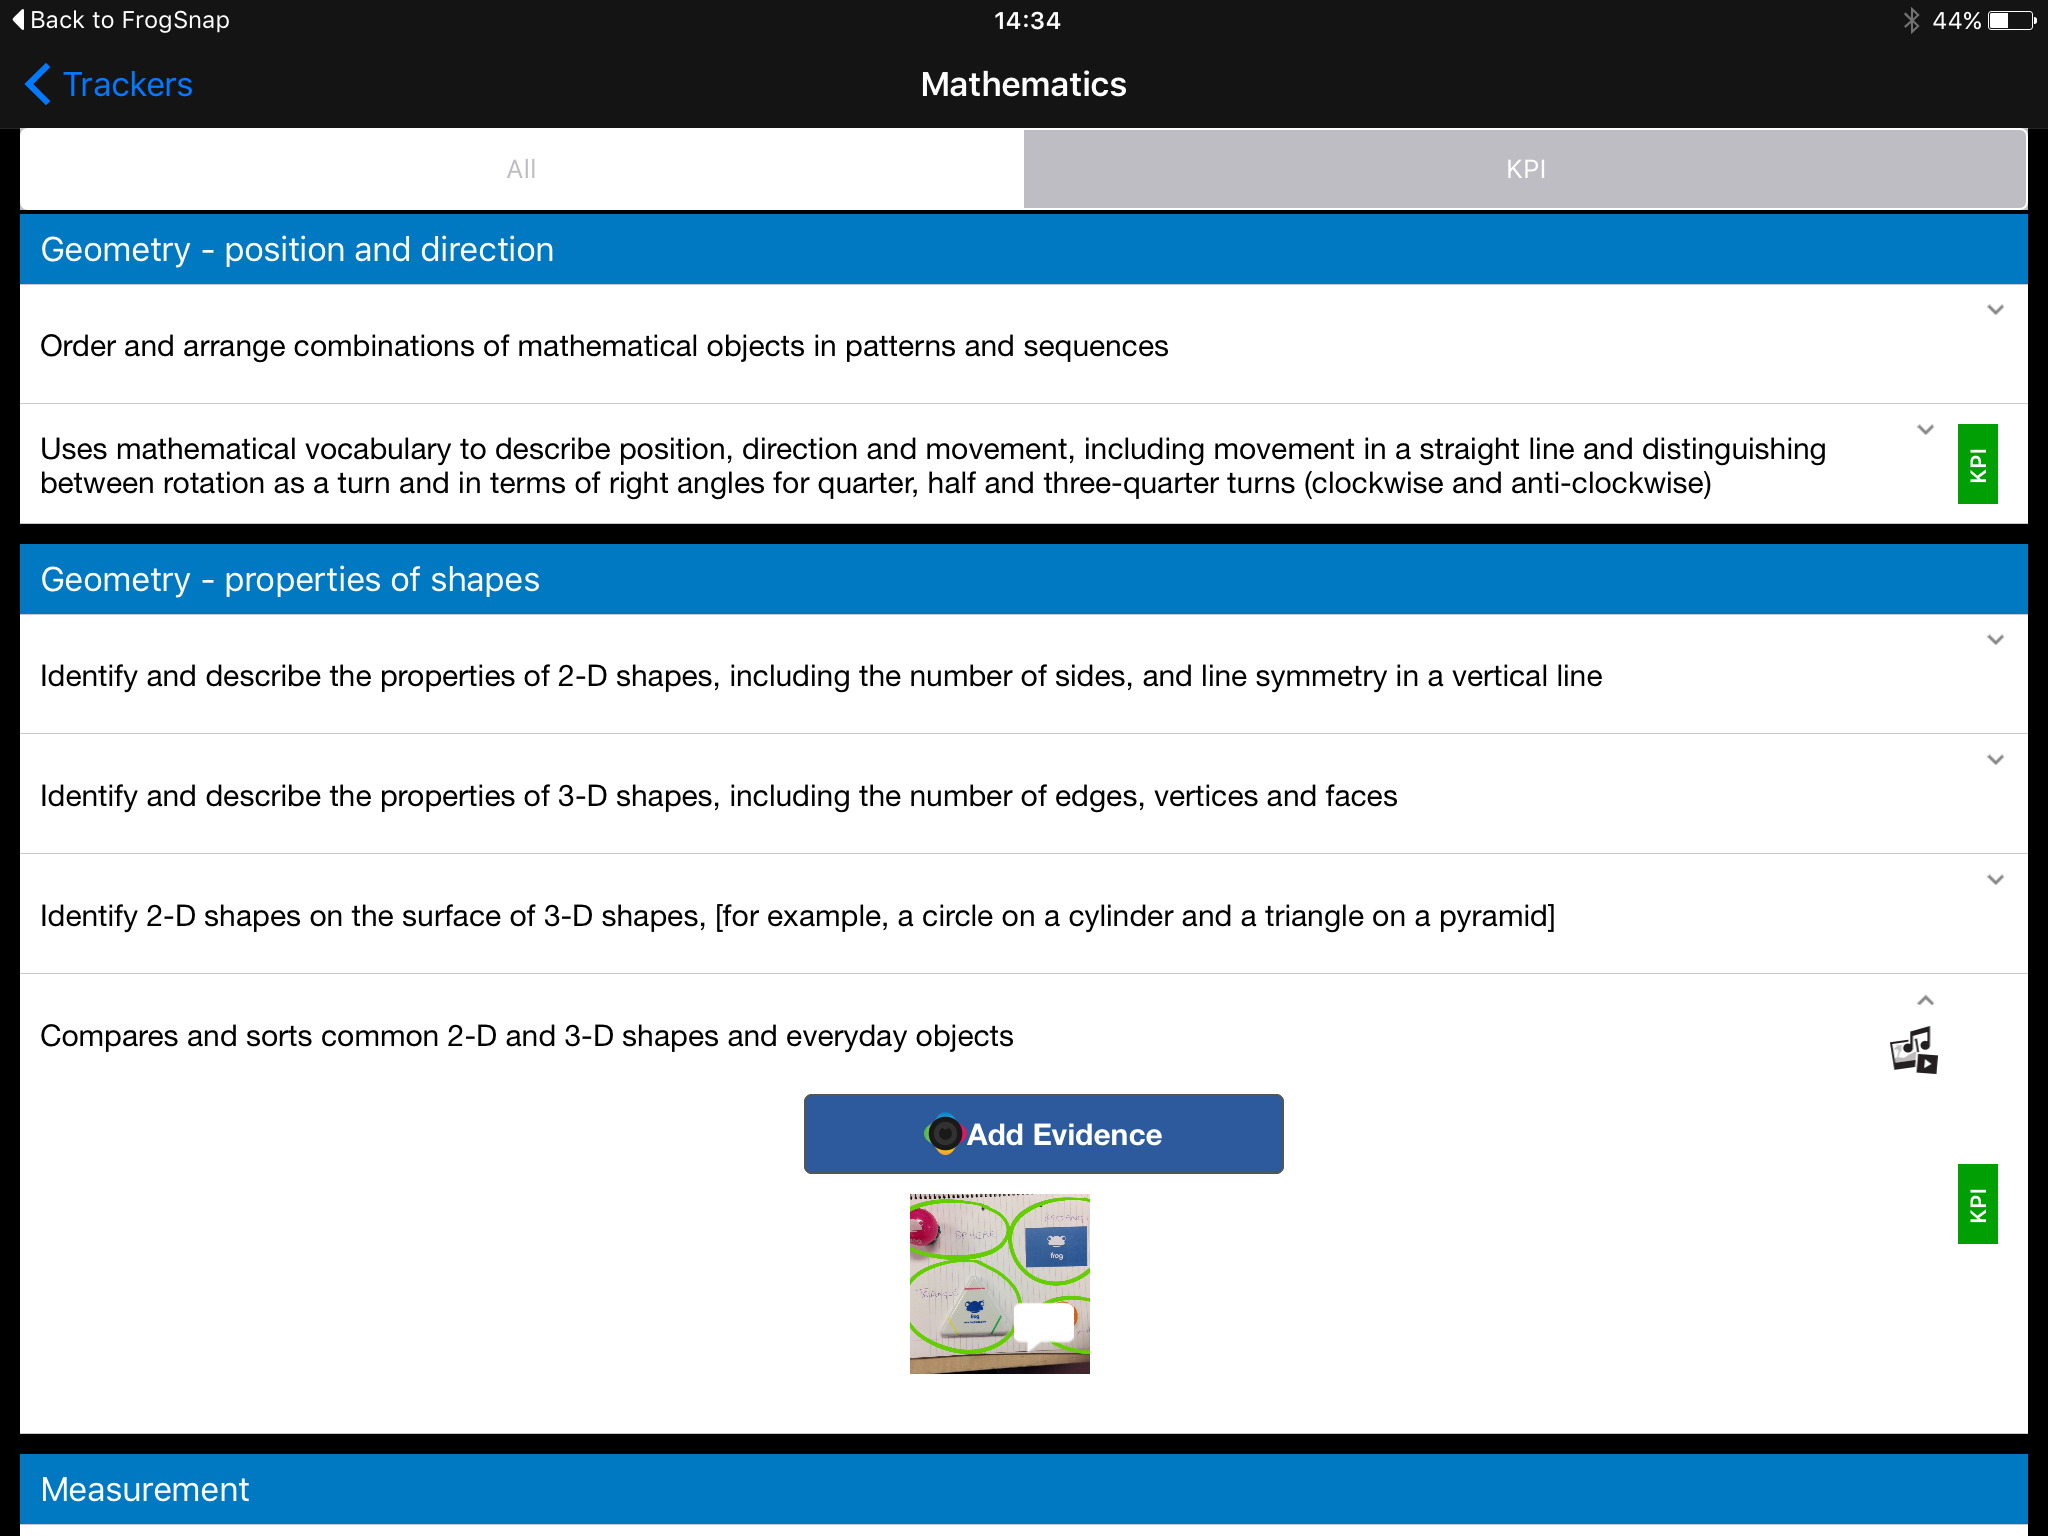 Back to FrogSnap
14:34
44%
Trackers
Mathematics
All
KPI
Geometry - position and direction
Order and arrange combinations of mathematical objects in patterns and sequences
Uses mathematical vocabulary to describe position, direction and movement, including movement in a straight line and distinguishing
between rotation as a turn and in terms of right angles for quarter, half and three-quarter turns (clockwise and anti-clockwise)
KPI
Geometry - properties of shapes
Identify and describe the properties of 2-D shapes, including the number of sides, and line symmetry in a vertical line
Identify and describe the properties of 3-D shapes, including the number of edges, vertices and faces
Identify 2-D shapes on the surface of 3-D shapes, [for example, a circle on a cylinder and a triangle on a pyramid]
Compares and sorts common 2-D and 3-D shapes and everyday objects
Add Evidence
KPI
frog
frog
Measurement